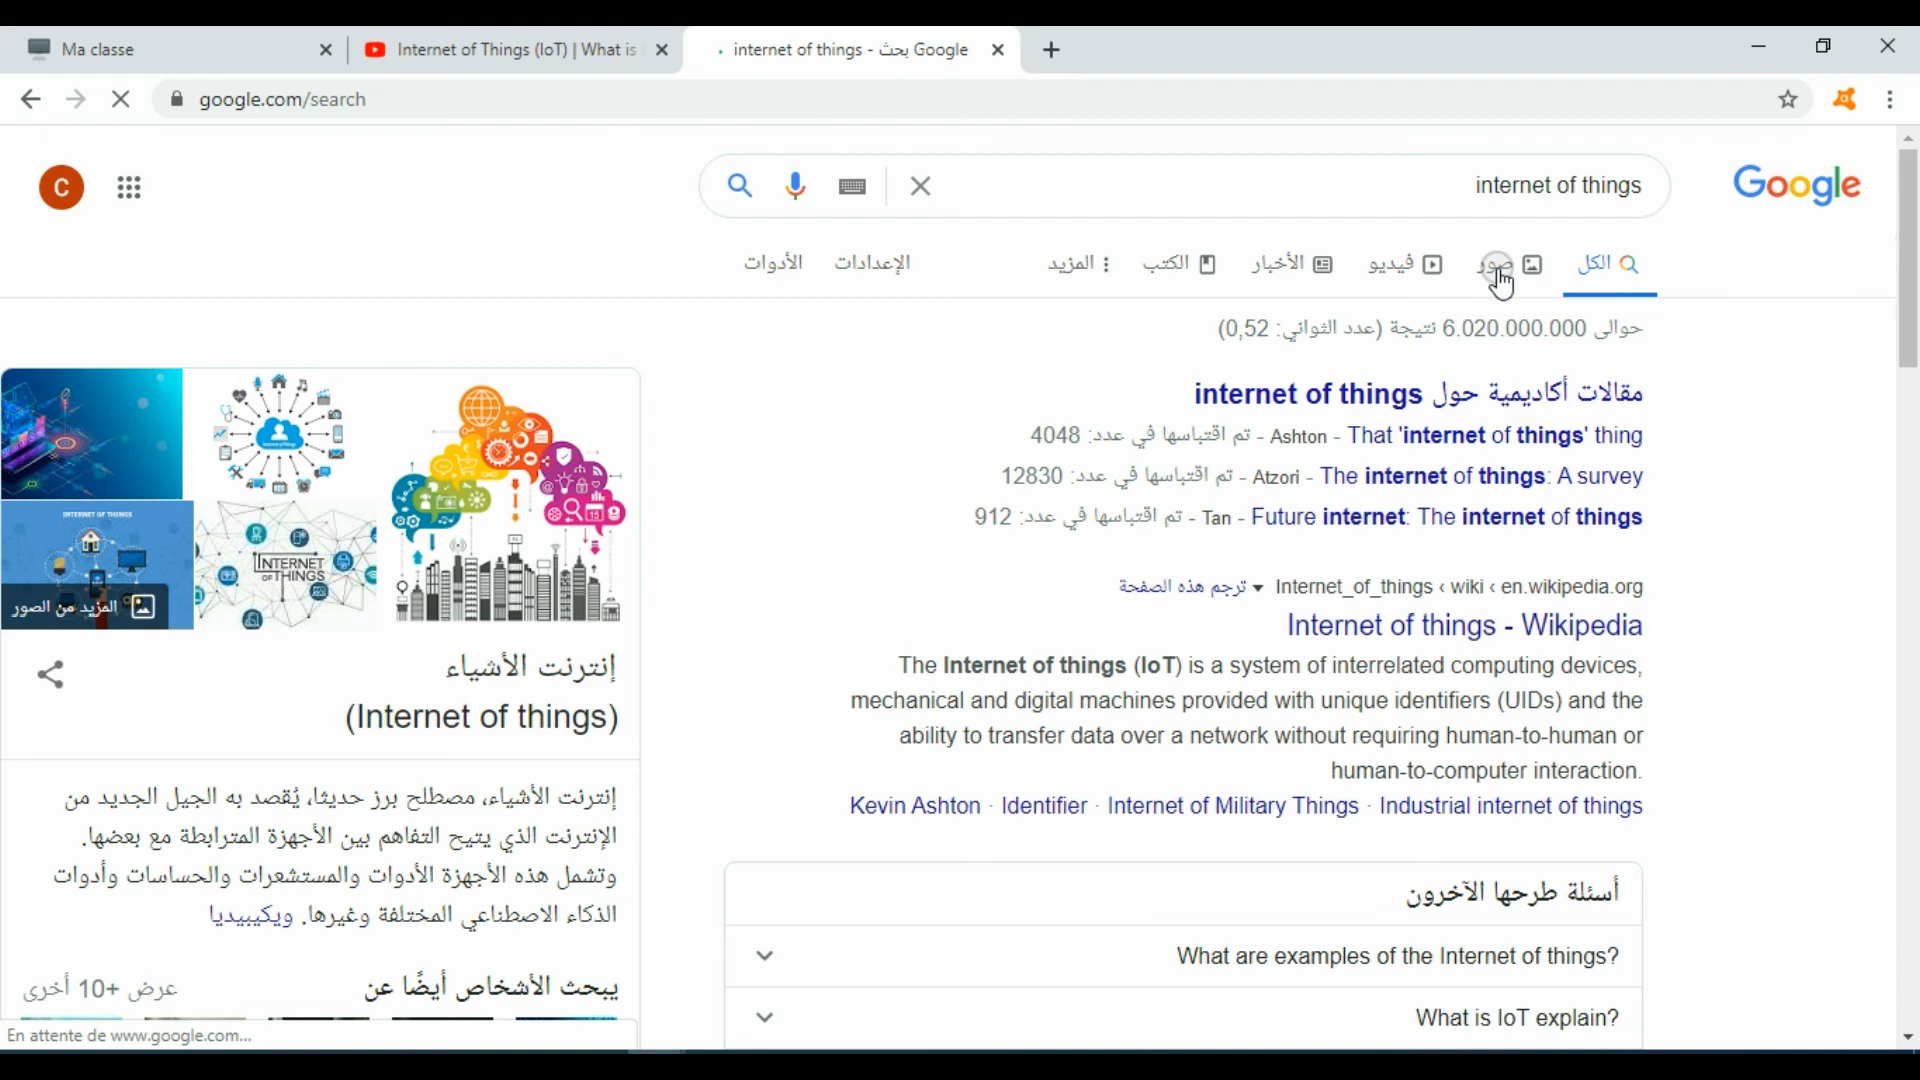 Ma classe
Internet of Things (IoT) | What is
internet of things - بحث Google
google.com/search
C
internet of things
Google
الكل
صور
فيديو
الأخبار
الكتب
المزيد
الإعدادات
الأدوات
حوالى 6.020.000.000 نتيجة (عدد الثواني: 0,52)
مقالات أكاديمية حول internet of things
That 'internet of things' thing - Ashton - تم اقتباسها في عدد: 4048
The internet of things: A survey - Atzori - تم اقتباسها في عدد: 12830
Future internet: The internet of things - Tan - تم اقتباسها في عدد: 912
en.wikipedia.org › wiki › Internet_of_things ترجم هذه الصفحة
Internet of things - Wikipedia
The Internet of things (IoT) is a system of interrelated computing devices,
mechanical and digital machines provided with unique identifiers (UIDs) and the
ability to transfer data over a network without requiring human-to-human or
human-to-computer interaction.
Kevin Ashton · Identifier · Internet of Military Things · Industrial internet of things
أسئلة طرحها الآخرون
What are examples of the Internet of things?
What is IoT explain?
INTERNET OF THINGS
INTERNET
OF THINGS
المزيد من الصور
إنترنت الأشياء
(Internet of things)
إنترنت الأشياء، مصطلح برز حديثا، يُقصد به الجيل الجديد من
الإنترنت الذي يتيح التفاهم بين الأجهزة المترابطة مع بعضها.
وتشمل هذه الأجهزة الأدوات والمستشعرات والحساسات وأدوات
الذكاء الاصطناعي المختلفة وغيرها. ويكيبيديا
يبحث الأشخاص أيضًا عن
عرض +10 أخرى
En attente de www.google.com...